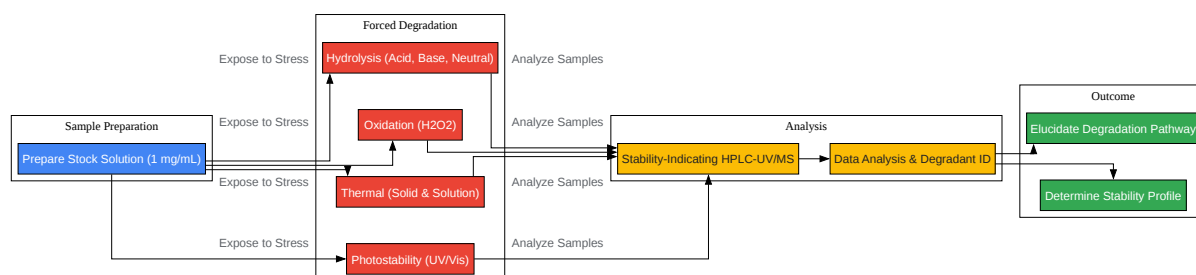 Forced Degradation
Expose to Stress
Hydrolysis (Acid, Base, Neutral)
Analyze Samples
Outcome
Sample Preparation
Expose to Stress
Oxidation (H2O2)
Analyze Samples
Analysis
Elucidate Degradation Pathway
Prepare Stock Solution (1 mg/mL)
Stability-Indicating HPLC-UV/MS
Data Analysis & Degradant ID
Expose to Stress
Thermal (Solid & Solution)
Analyze Samples
Determine Stability Profile
Expose to Stress
Photostability (UV/Vis)
Analyze Samples